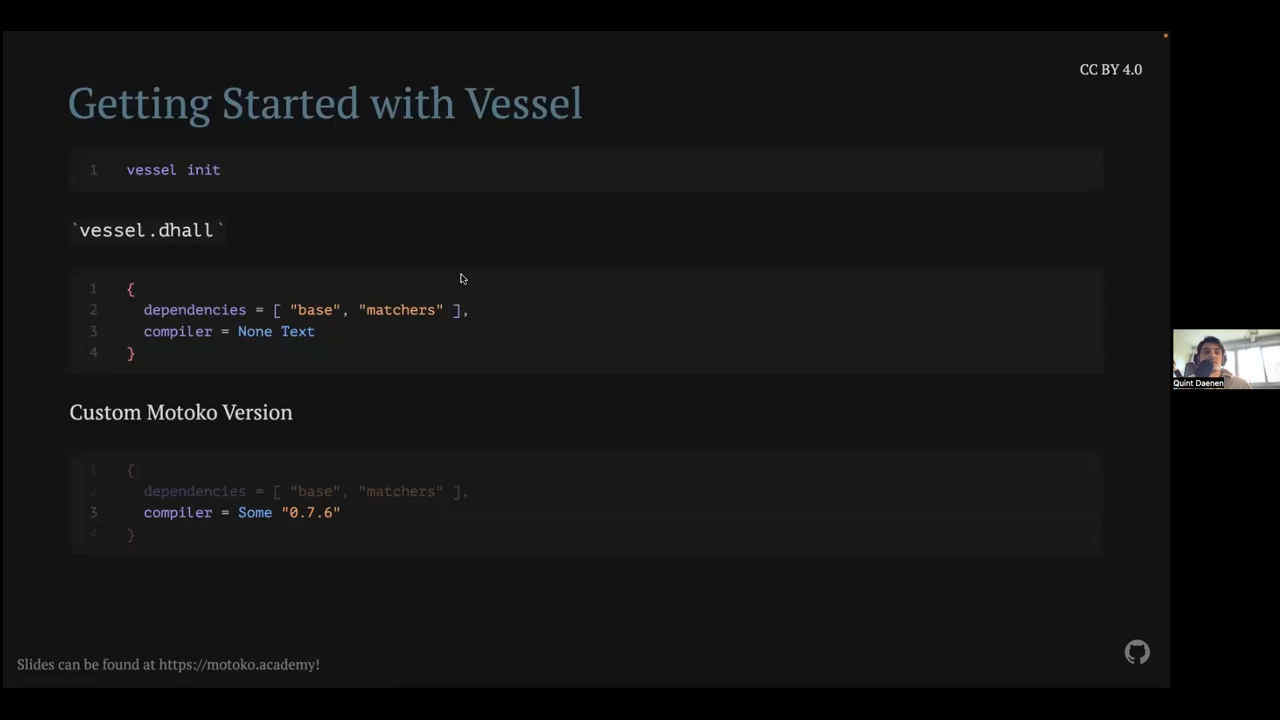 CC BY 4.0
Getting Started with Vessel
1 vessel init
`vessel.dhall`
1 {
2 dependencies = [ "base", "matchers" ],
3 compiler = None Text
4 }
Custom Motoko Version
1 {
2 dependencies = [ "base", "matchers" ],
3 compiler = Some "0.7.6"
4 }
Quint Daenen
Slides can be found at https://motoko.academy!